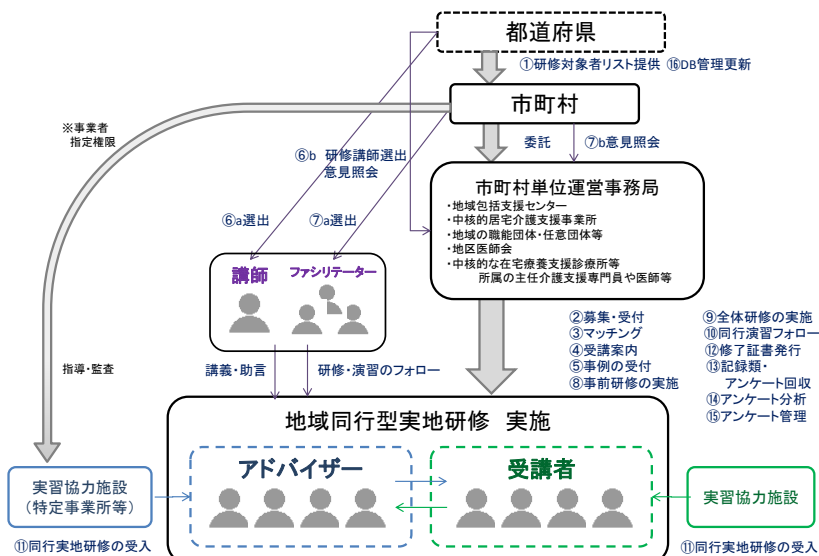 都道府県
①研修対象者リスト提供 ⑯DB管理更新
市町村
※事業者
指定権限
⑥b 研修講師選出
意見照会
委託
⑦b意見照会
市町村単位運営事務局
・地域包括支援センター
・中核的居宅介護支援事業所
・地域の職能団体・任意団体等
・地区医師会
・中核的な在宅療養支援診療所等
所属の主任介護支援専門員や医師等
⑥a選出
⑦a選出
講師
ファシリテーター
②募集・受付
③マッチング
④受講案内
⑤事例の受付
⑧事前研修の実施
⑨全体研修の実施
⑩同行演習フォロー
⑫修了証書発行
⑬記録類・
アンケート回収
⑭アンケート分析
⑮アンケート管理
指導・監査
講義・助言
研修・演習のフォロー
地域同行型実地研修 実施
アドバイザー
受講者
実習協力施設
（特定事業所等）
実習協力施設
⑪同行実地研修の受入
⑪同行実地研修の受入